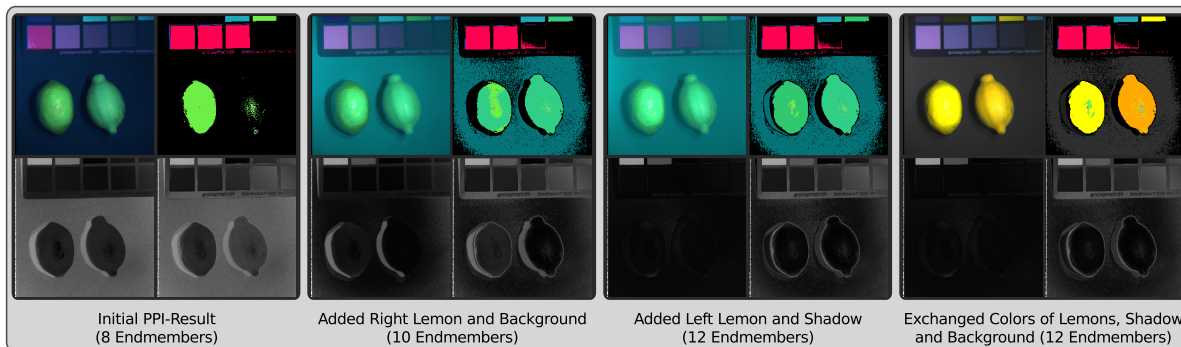 Initial PPI-Result
(8 Endmembers)
Added Right Lemon and Background
(10 Endmembers)
Added Left Lemon and Shadow
(12 Endmembers)
Exchanged Colors of Lemons, Shadow
and Background (12 Endmembers)